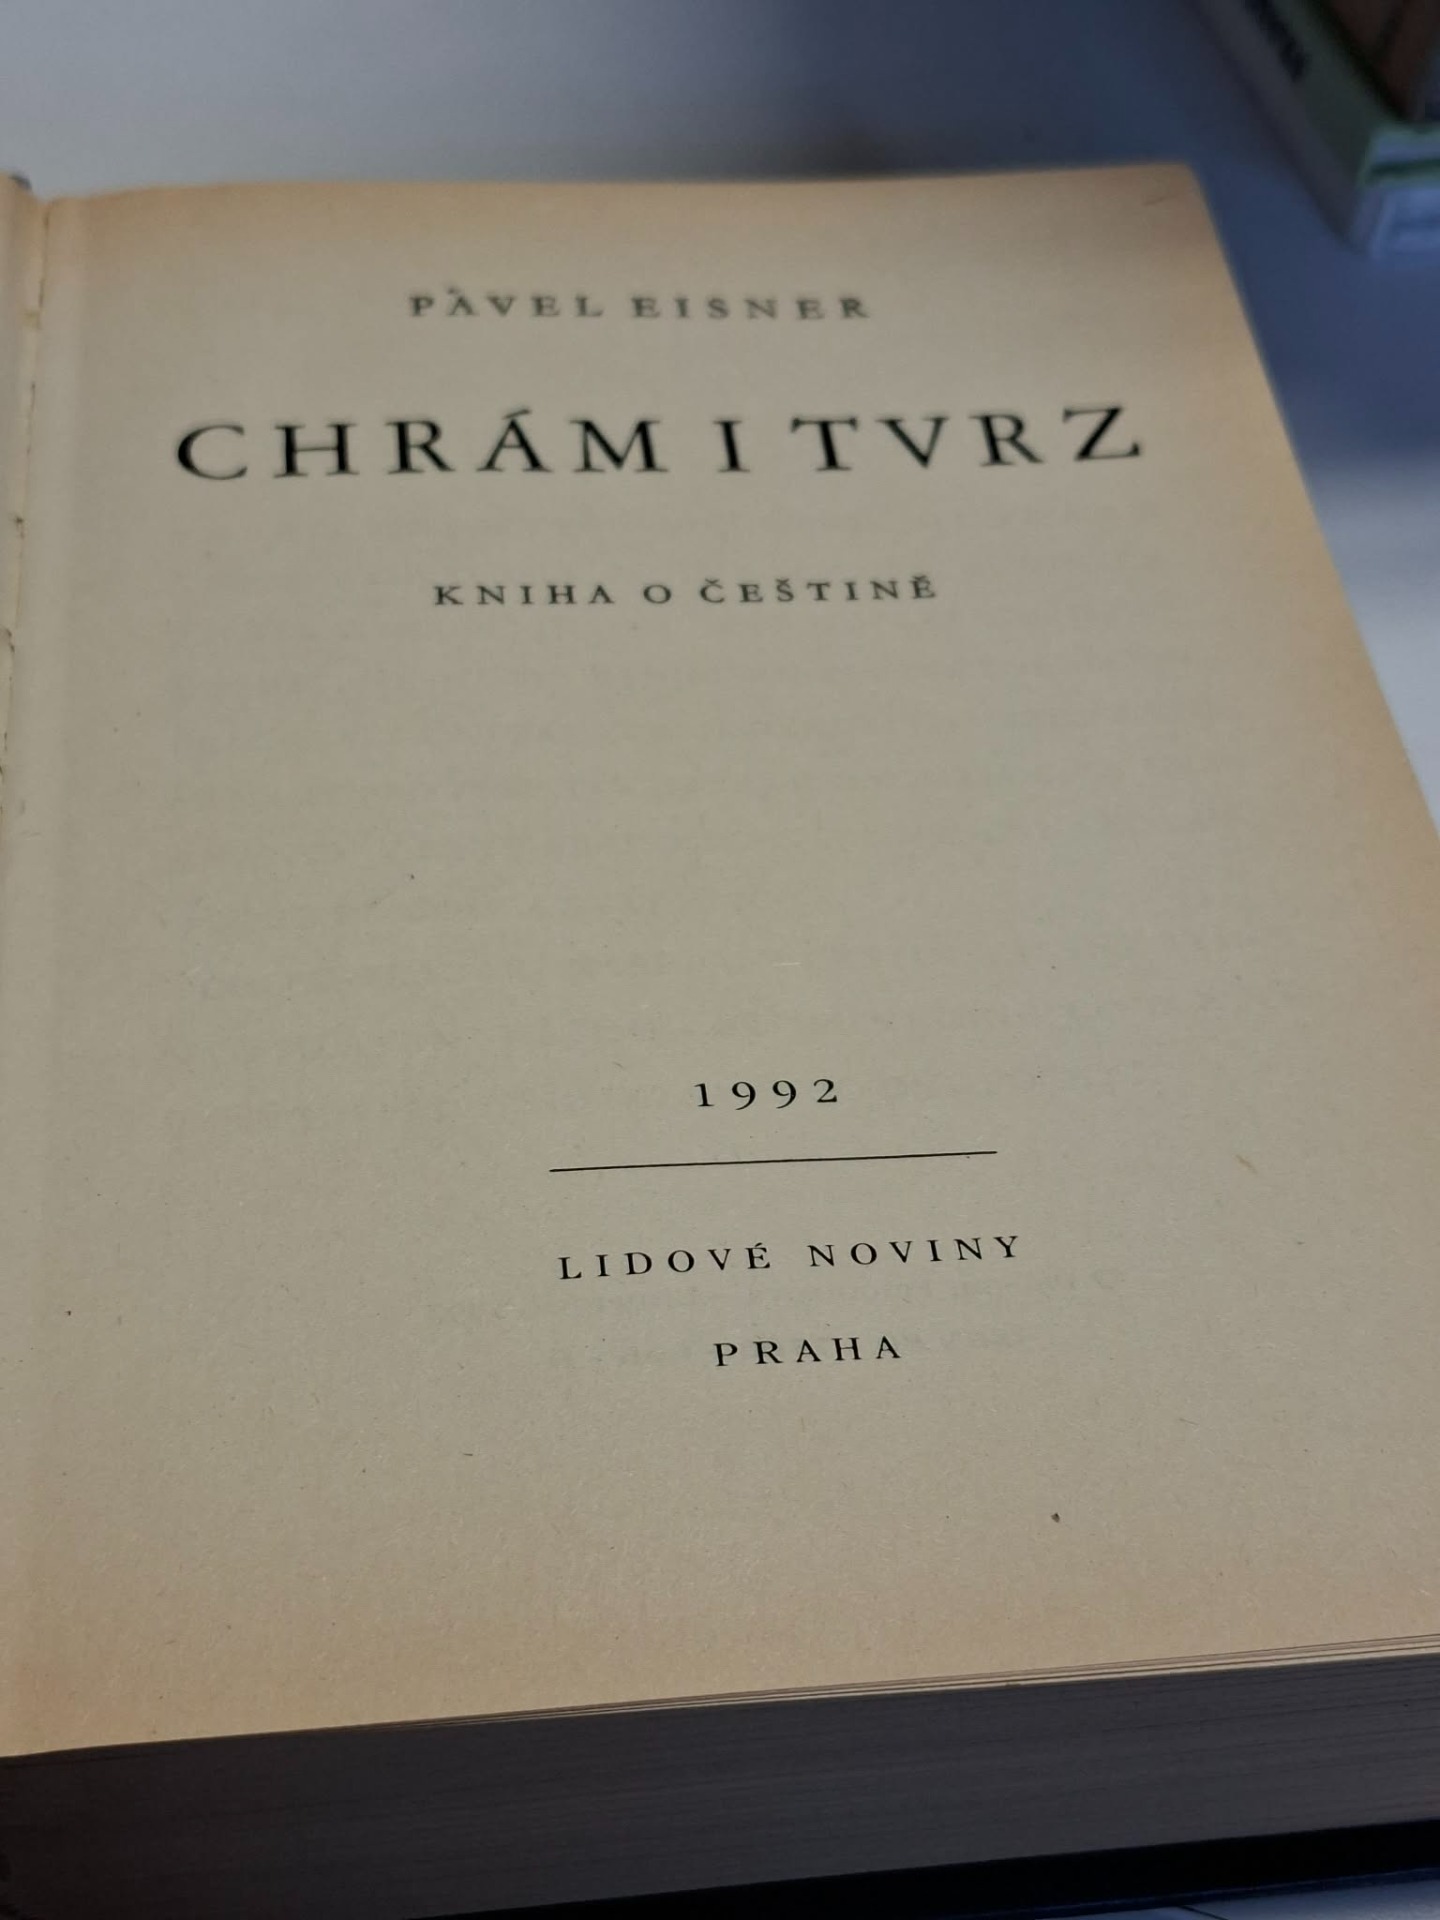 PAVEL EISNER
CHRÁM I TVRZ
KNIHA O ČEŠTINĚ
1992
LIDOVÉ NOVINY
PRAHA